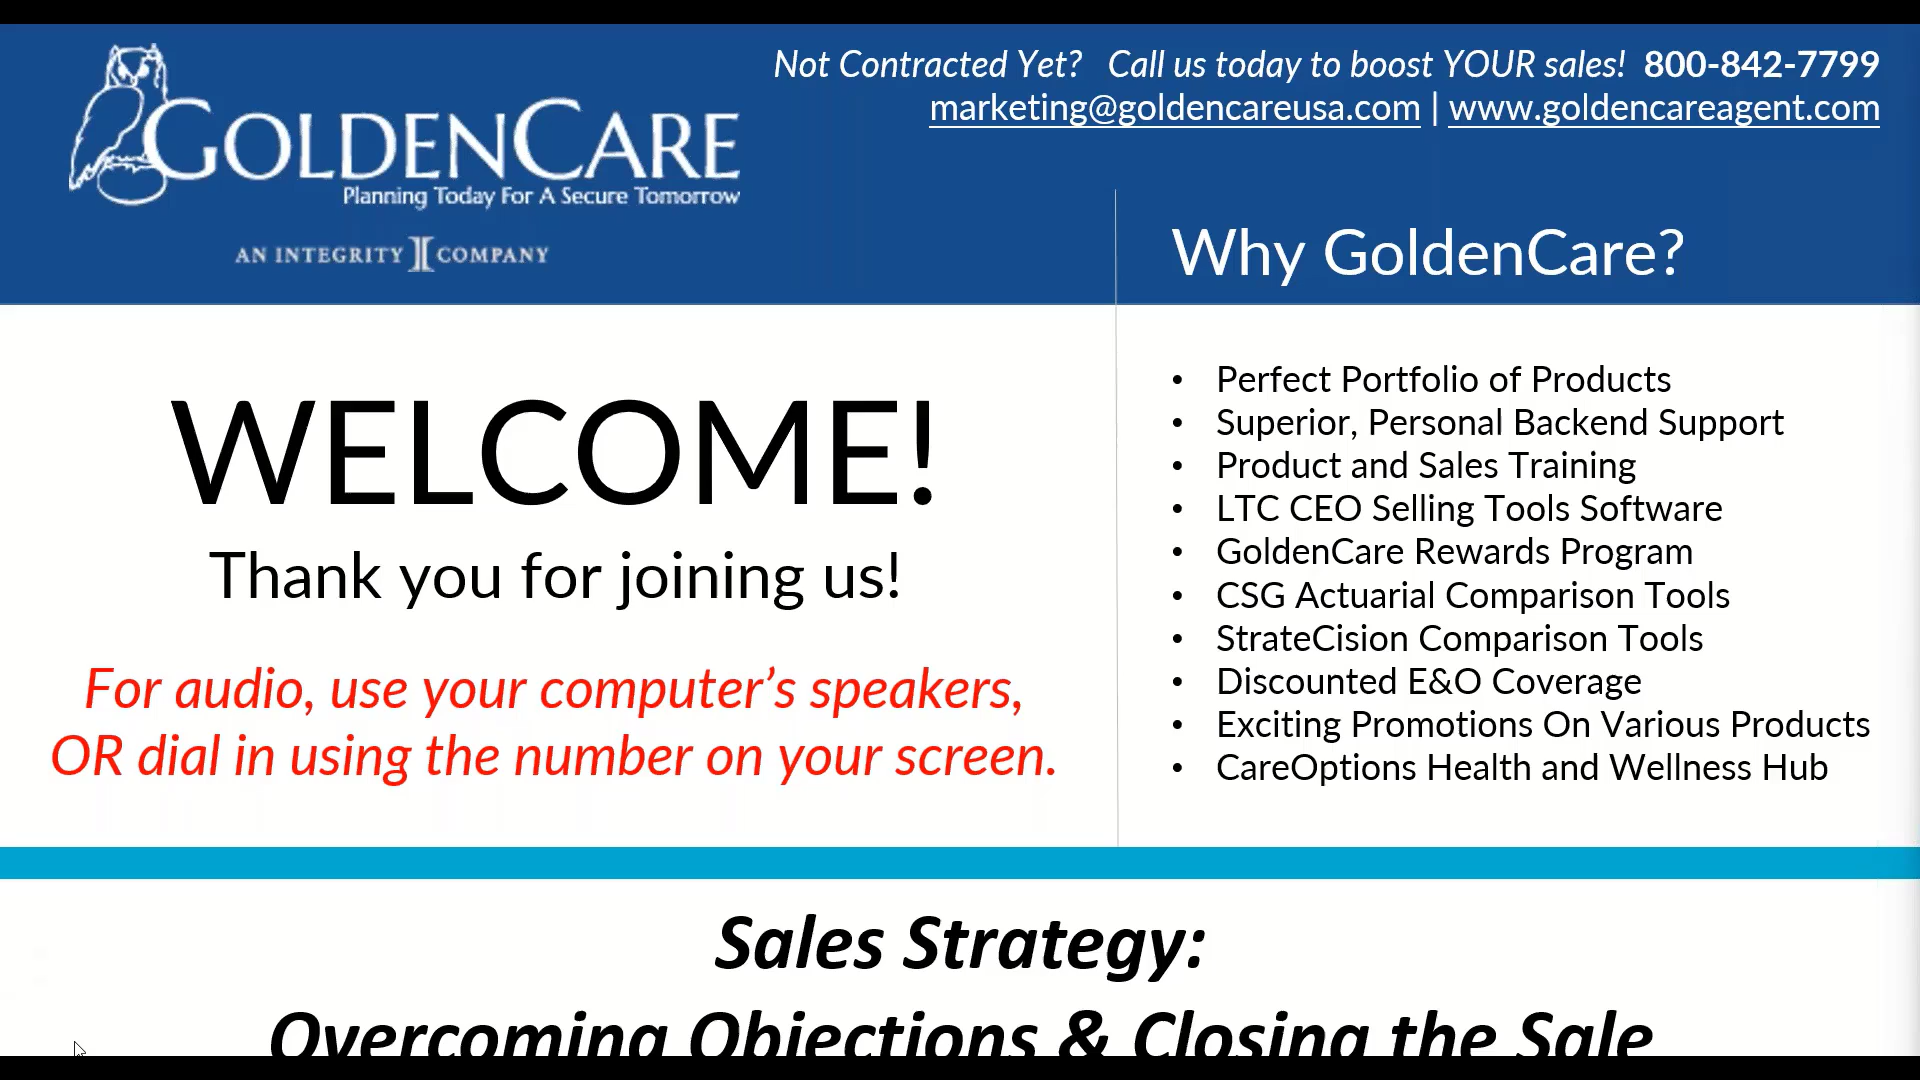 GOLDENCARE
Planning Today For A Secure Tomorrow
AN INTEGRITY COMPANY
Not Contracted Yet? Call us today to boost YOUR sales! 800-842-7799
marketing@goldencareusa.com | www.goldencareagent.com
Why GoldenCare?
WELCOME!
Thank you for joining us!
For audio, use your computer’s speakers,
OR dial in using the number on your screen.
• Perfect Portfolio of Products
• Superior, Personal Backend Support
• Product and Sales Training
• LTC CEO Selling Tools Software
• GoldenCare Rewards Program
• CSG Actuarial Comparison Tools
• StrateCision Comparison Tools
• Discounted E&O Coverage
• Exciting Promotions On Various Products
• CareOptions Health and Wellness Hub
Sales Strategy:
Overcoming Objections & Closing the Sale